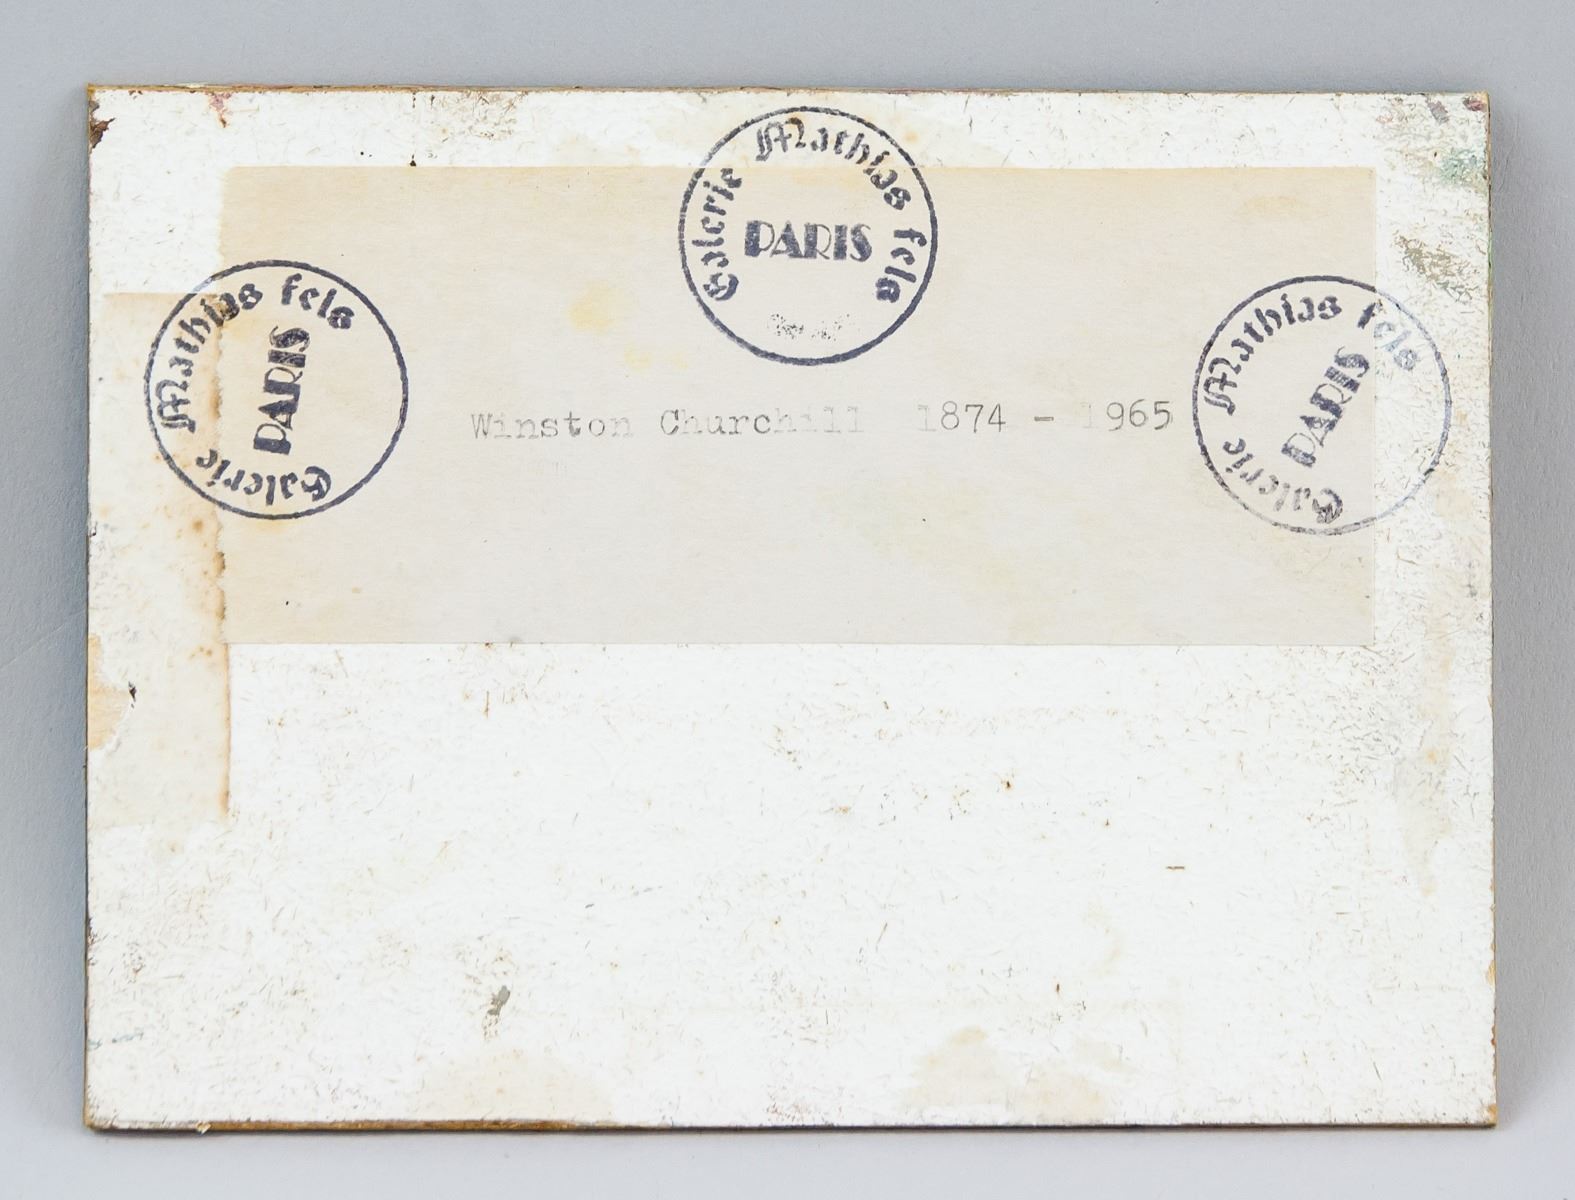 Galerie Mathias fels
PARIS
Galerie Mathias fels
PARIS
Galerie Mathias fels
PARIS
Winston Churchill 1874 - 1965